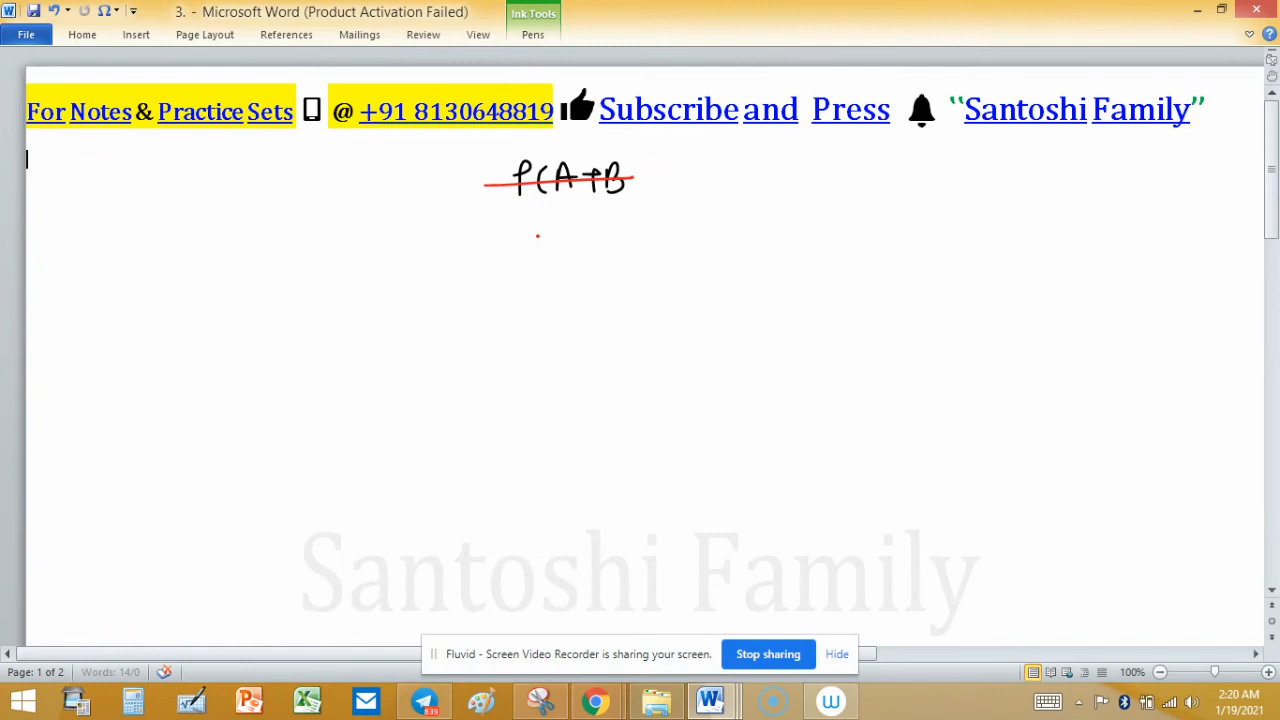 3. - Microsoft Word (Product Activation Failed)
Ink Tools
File Home Insert Page Layout References Mailings Review View Pens
For Notes & Practice Sets @ +91 8130648819 Subscribe and Press "Santoshi Family"
P(A+B
Santoshi Family
Fluvid - Screen Video Recorder is sharing your screen. Stop sharing Hide
Page: 1 of 2 Words: 14/0 100%
839
2:20 AM
1/19/2021